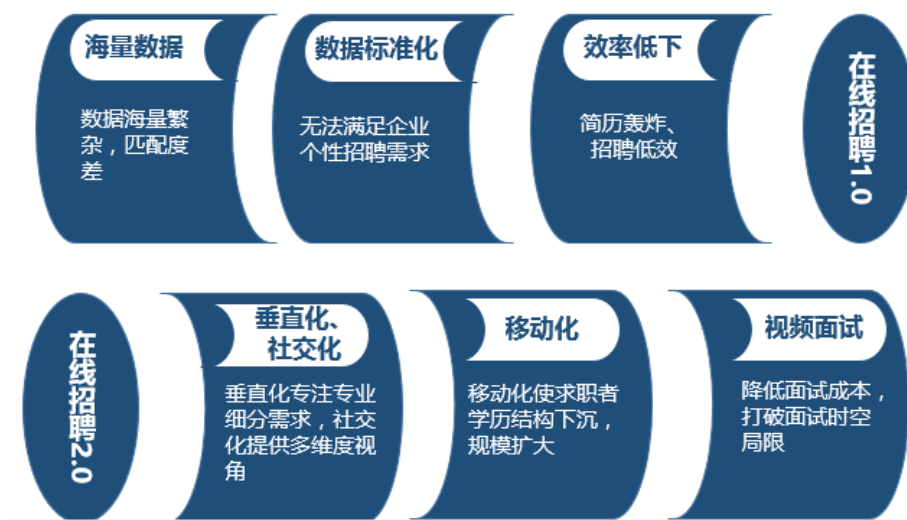 海量数据
数据海量繁
杂，匹配度
差
数据标准化
无法满足企业
个性招聘需求
效率低下
简历轰炸、
招聘低效
在线招聘1.0
在线招聘2.0
垂直化、
社交化
垂直化专注专业
细分需求，社交
化提供多维度视
角
移动化
移动化使求职者
学历结构下沉，
规模扩大
视频面试
降低面试成本，
打破面试时空
局限